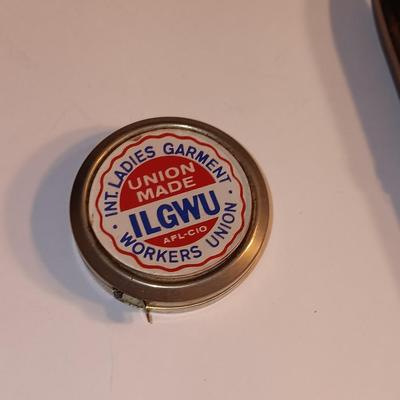 INT. LADIES GARMENT
UNION
MADE
ILGWU
AFL-CIO
· WORKERS UNION ·